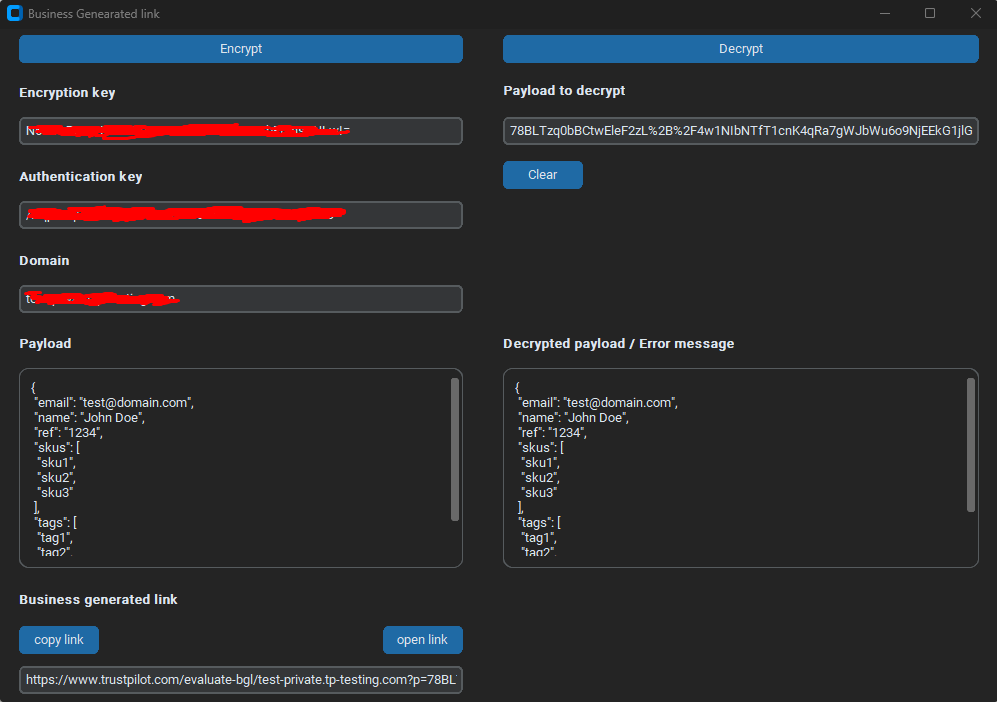 Business Genearated link
Encrypt
Decrypt
Encryption key
Payload to decrypt
78BLTzq0bBCtwEleF2zL%2B%2F4w1NIbNTfT1cnK4qRa7gWJbWu6o9NjEEkG1jlG
Clear
Authentication key
Domain
Payload
{
"email": "test@domain.com",
"name": "John Doe",
"ref": "1234",
"skus": [
"sku1",
"sku2",
"sku3"
],
"tags": [
"tag1",
"tag2",
Decrypted payload / Error message
{
"email": "test@domain.com",
"name": "John Doe",
"ref": "1234",
"skus": [
"sku1",
"sku2",
"sku3"
],
"tags": [
"tag1",
"tag2",
Business generated link
copy link
open link
https://www.trustpilot.com/evaluate-bgl/test-private.tp-testing.com?p=78BL